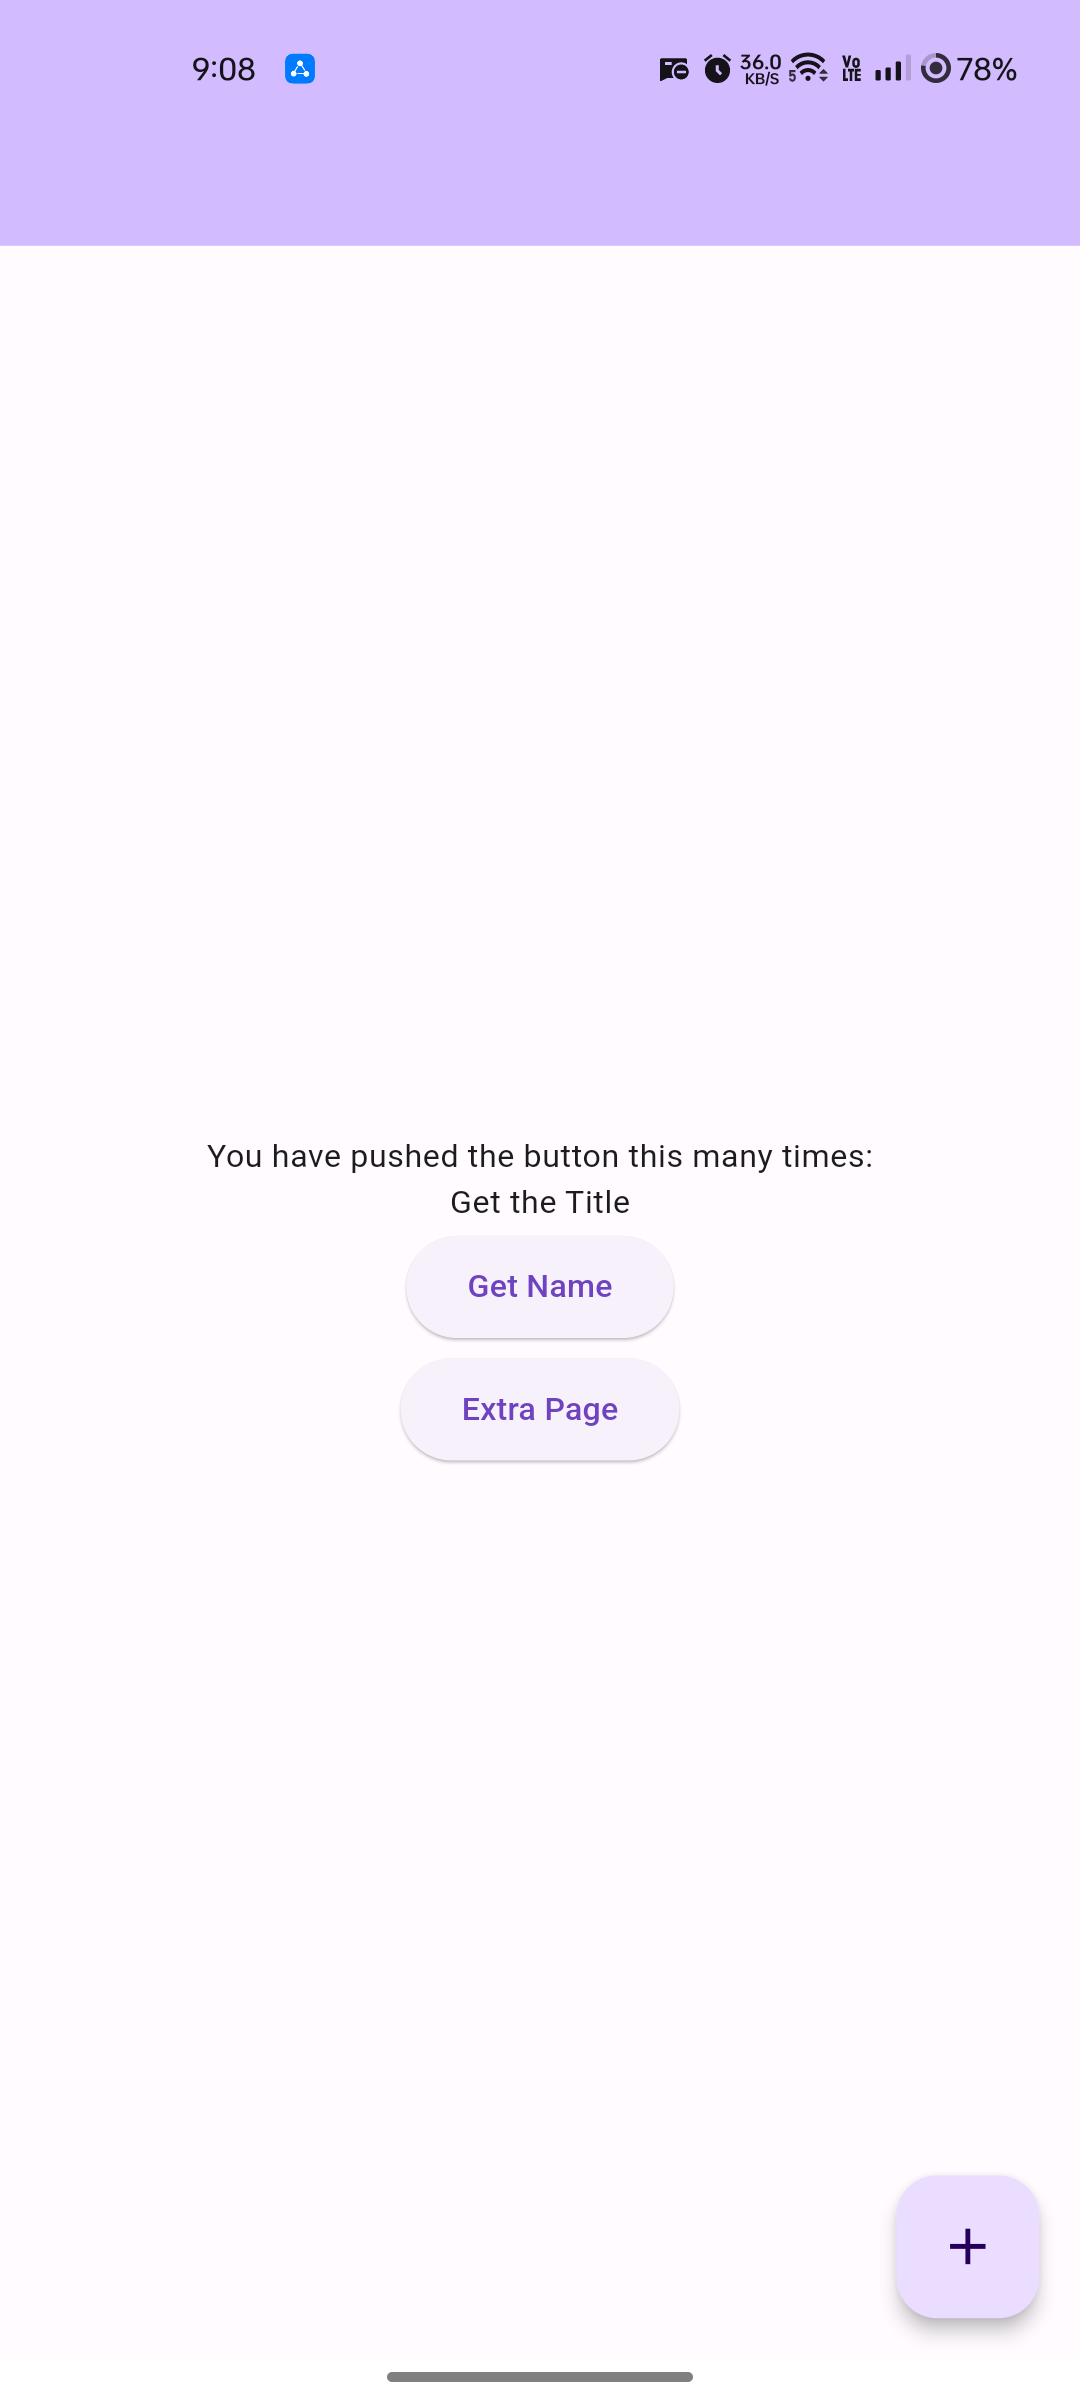 9:08 36.0 KB/S 5 Vo LTE 78%
You have pushed the button this many times:
Get the Title
Get Name
Extra Page
+